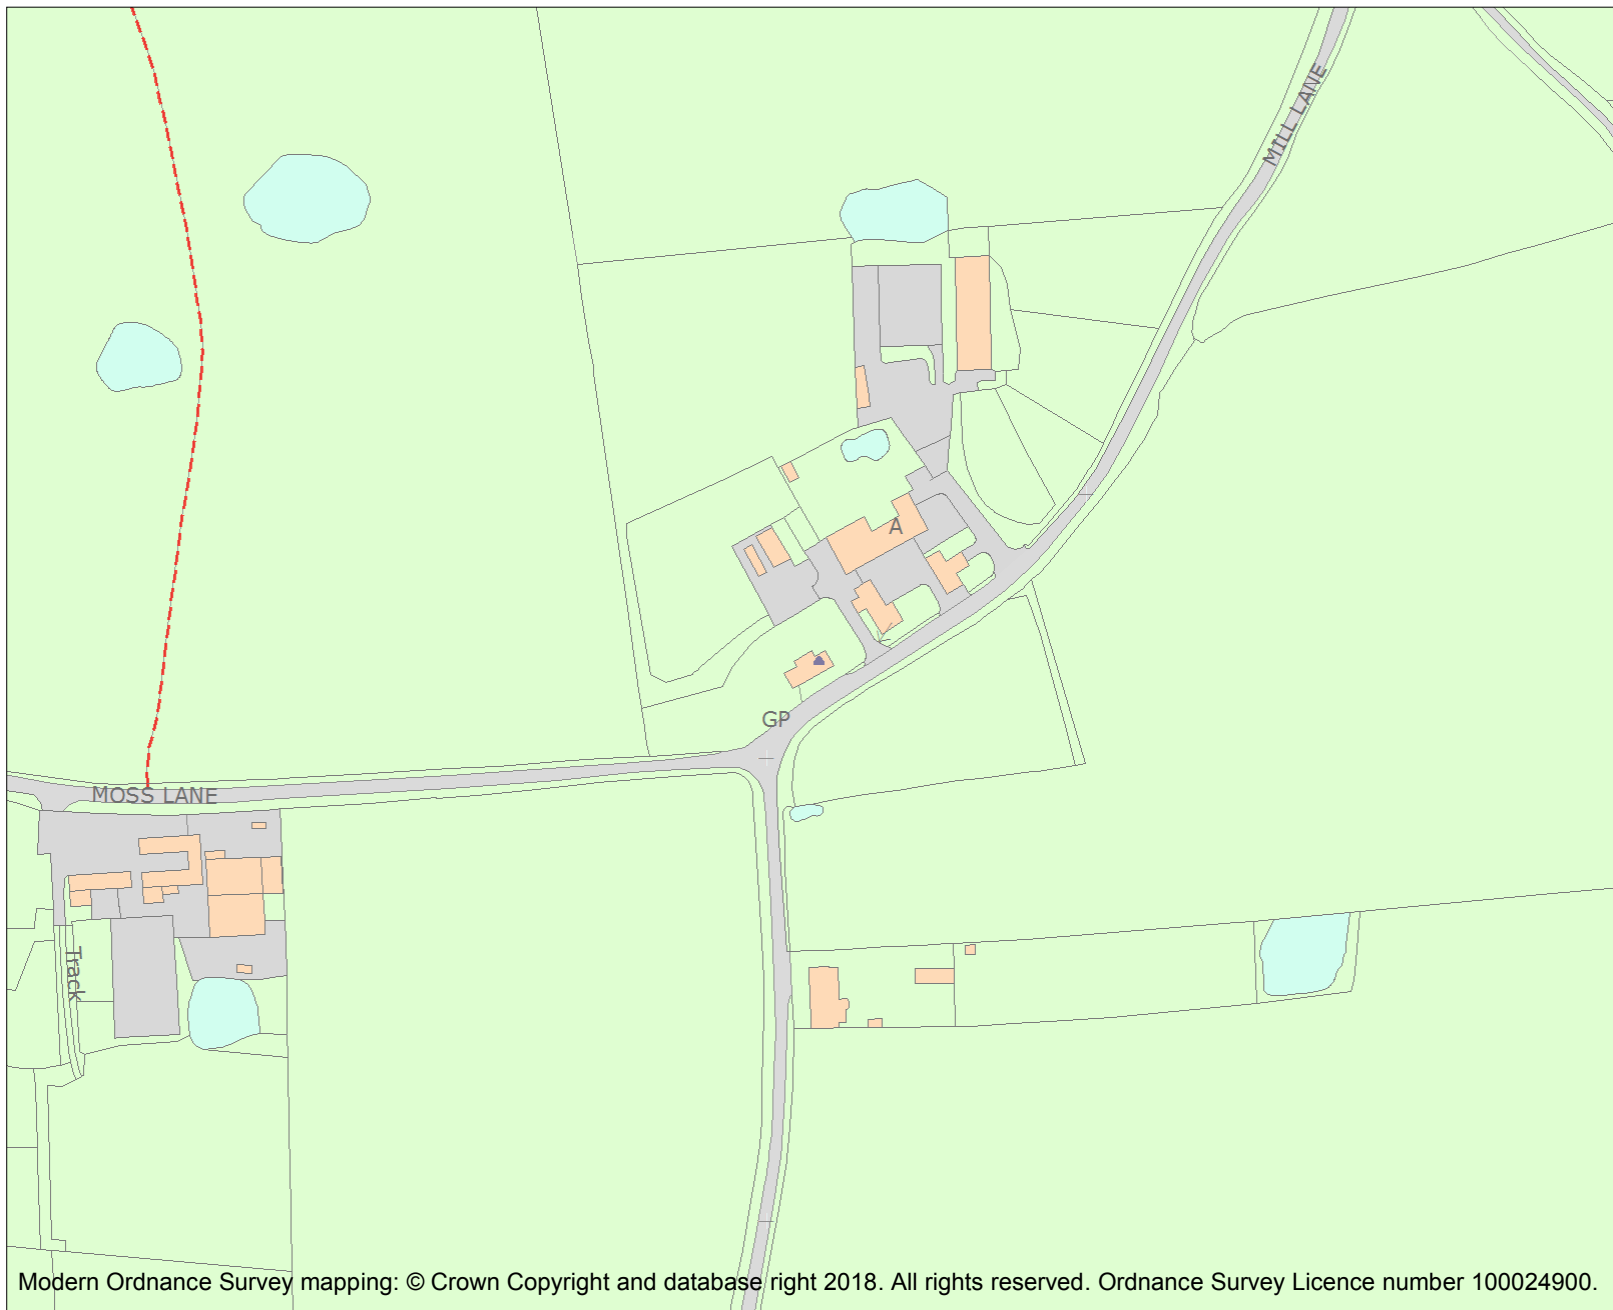 MILL LANE
A
GP
MOSS LANE
Track
Modern Ordnance Survey mapping: © Crown Copyright and database right 2018. All rights reserved. Ordnance Survey Licence number 100024900.